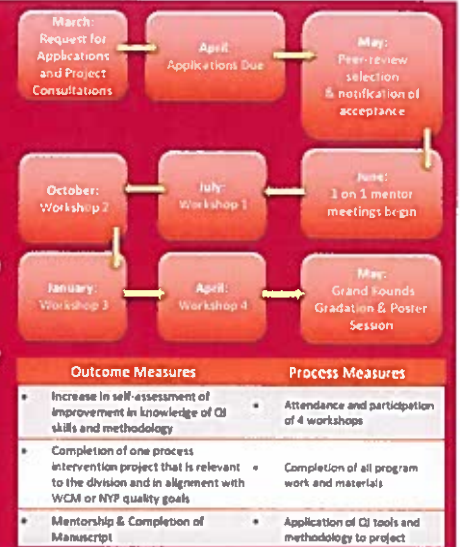 March:
Request for
Applications
and Project
Consultations
April:
Applications Due
May:
Peer-review
selection
& notification of
acceptance
June:
1 on 1 mentor
meetings begin
July:
Workshop 1
October:
Workshop 2
January:
Workshop 3
April:
Workshop 4
May:
Grand Rounds
Gradation & Poster
Session
Outcome Measures
Process Measures
• Increase in self-assessment of
improvement in knowledge of QI
skills and methodology
• Attendance and participation
of 4 workshops
• Completion of one process
intervention project that is relevant
to the division and in alignment with
WCM or NYP quality goals
• Completion of all program
work and materials
• Mentorship & Completion of
Manuscript
• Application of QI tools and
methodology to project